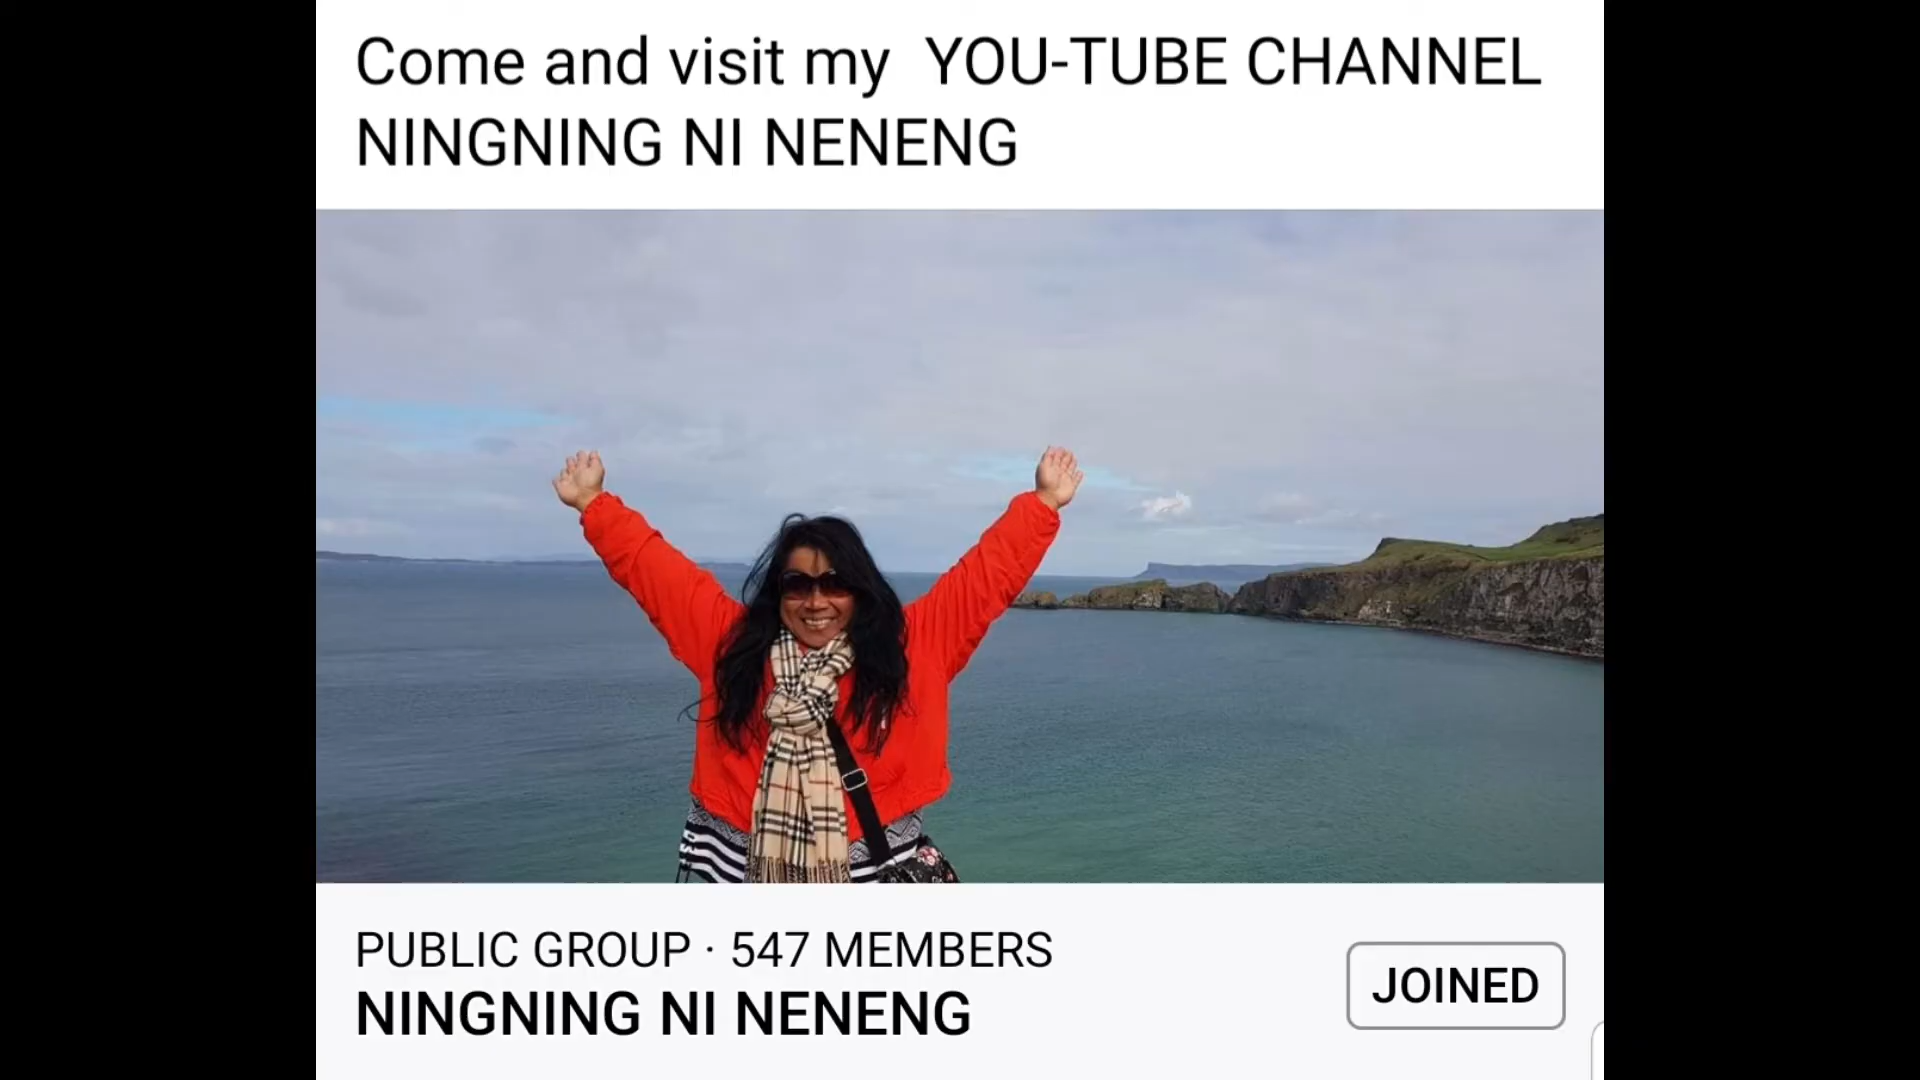 Come and visit my YOU-TUBE CHANNEL
NINGNING NI NENENG
PUBLIC GROUP · 547 MEMBERS
NINGNING NI NENENG
JOINED